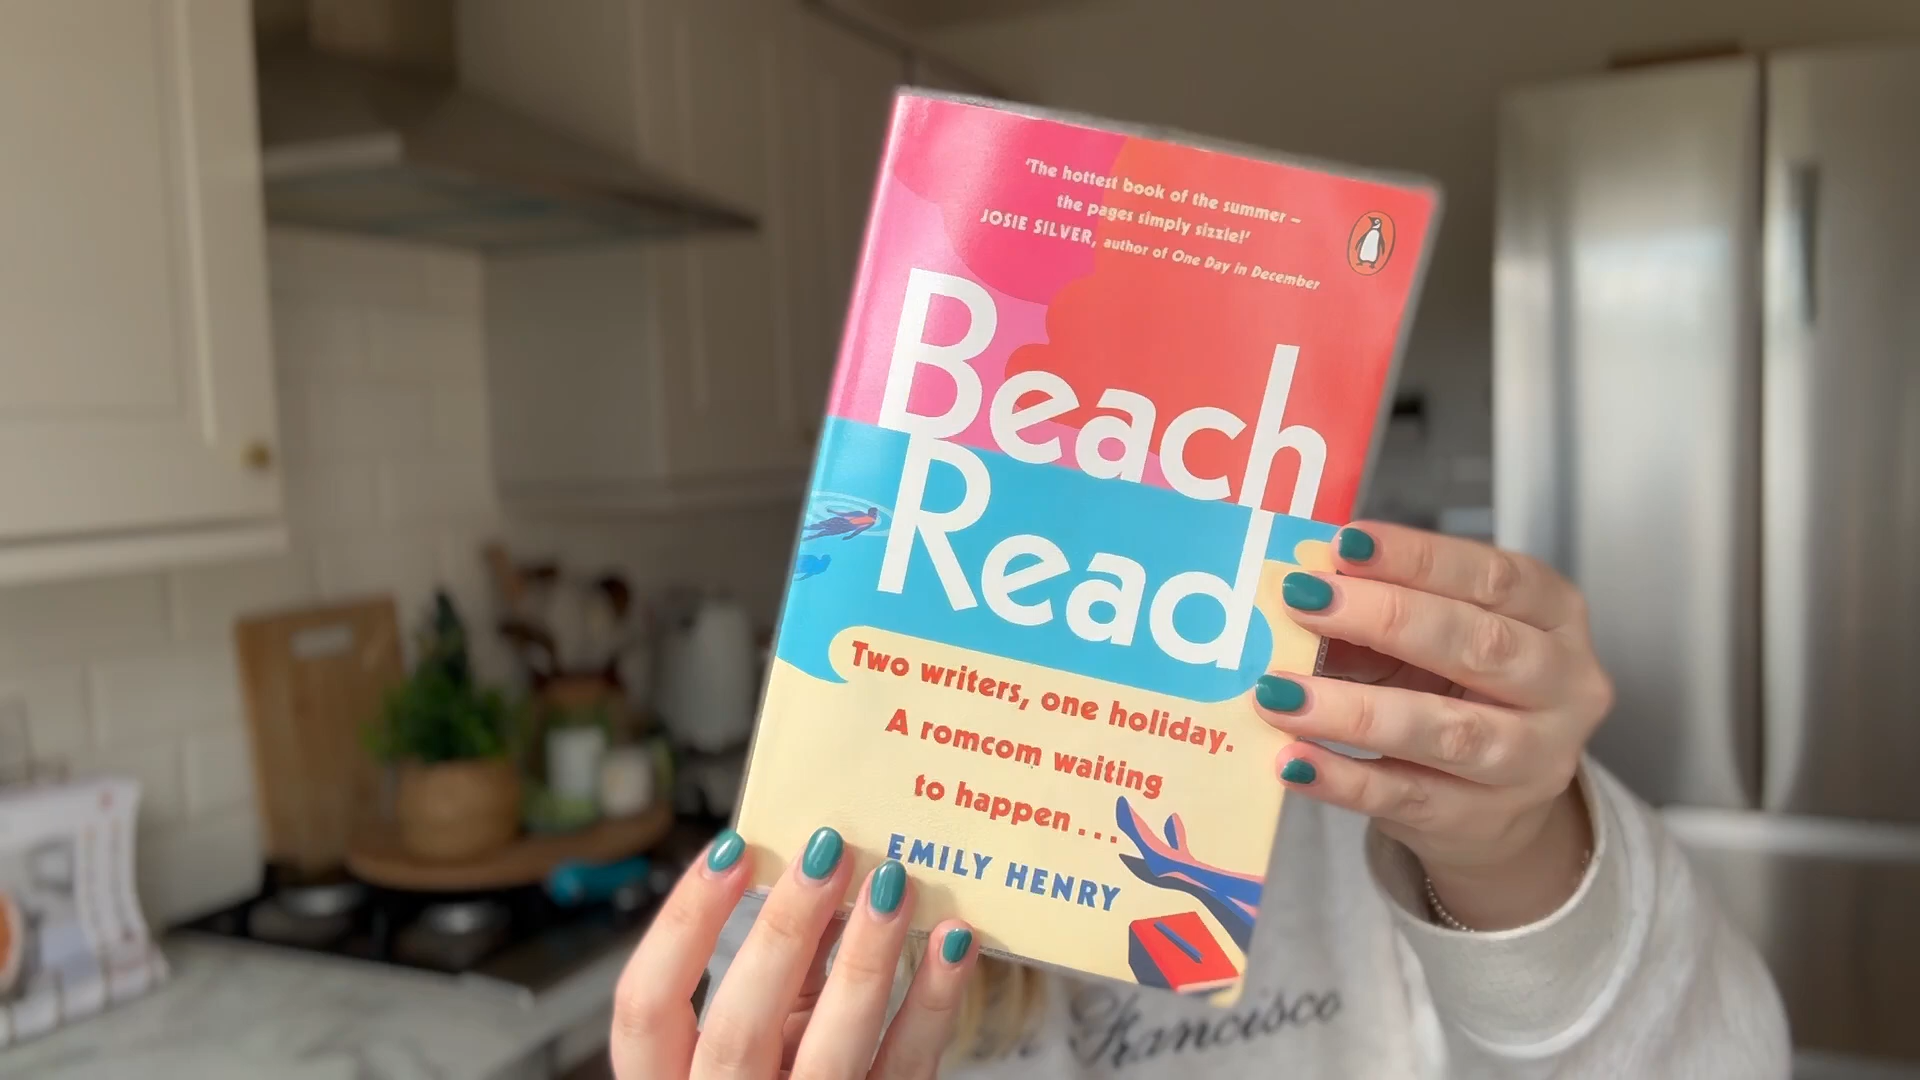 'The hottest book of the summer –
the pages simply sizzle!'
JOSIE SILVER, author of One Day in December
Beach
Read
Two writers, one holiday.
A romcom waiting
to happen...
EMILY HENRY
Francisco